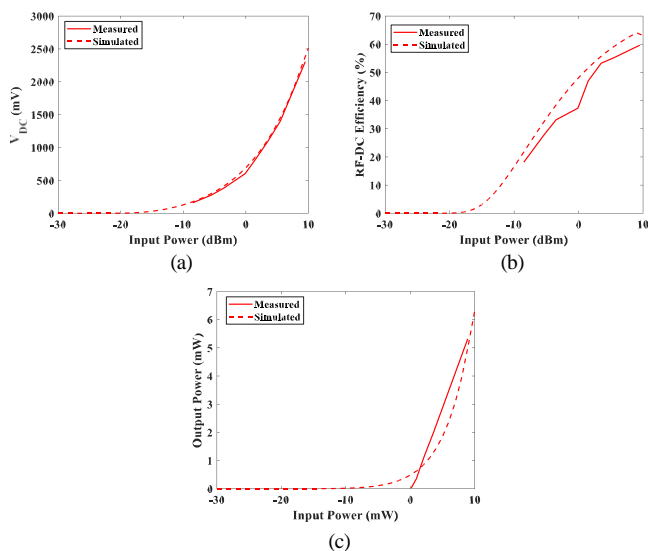 3000
2500
2000
1500
1000
500
0
V_DC (mV)
Measured
Simulated
-30 -20 -10 0 10
Input Power (dBm)
(a)
70
60
50
40
30
20
10
0
RF-DC Efficiency (%)
Measured
Simulated
-30 -20 -10 0 10
Input Power (dBm)
(b)
7
6
5
4
3
2
1
0
Output Power (mW)
Measured
Simulated
-30 -20 -10 0 10
Input Power (mW)
(c)